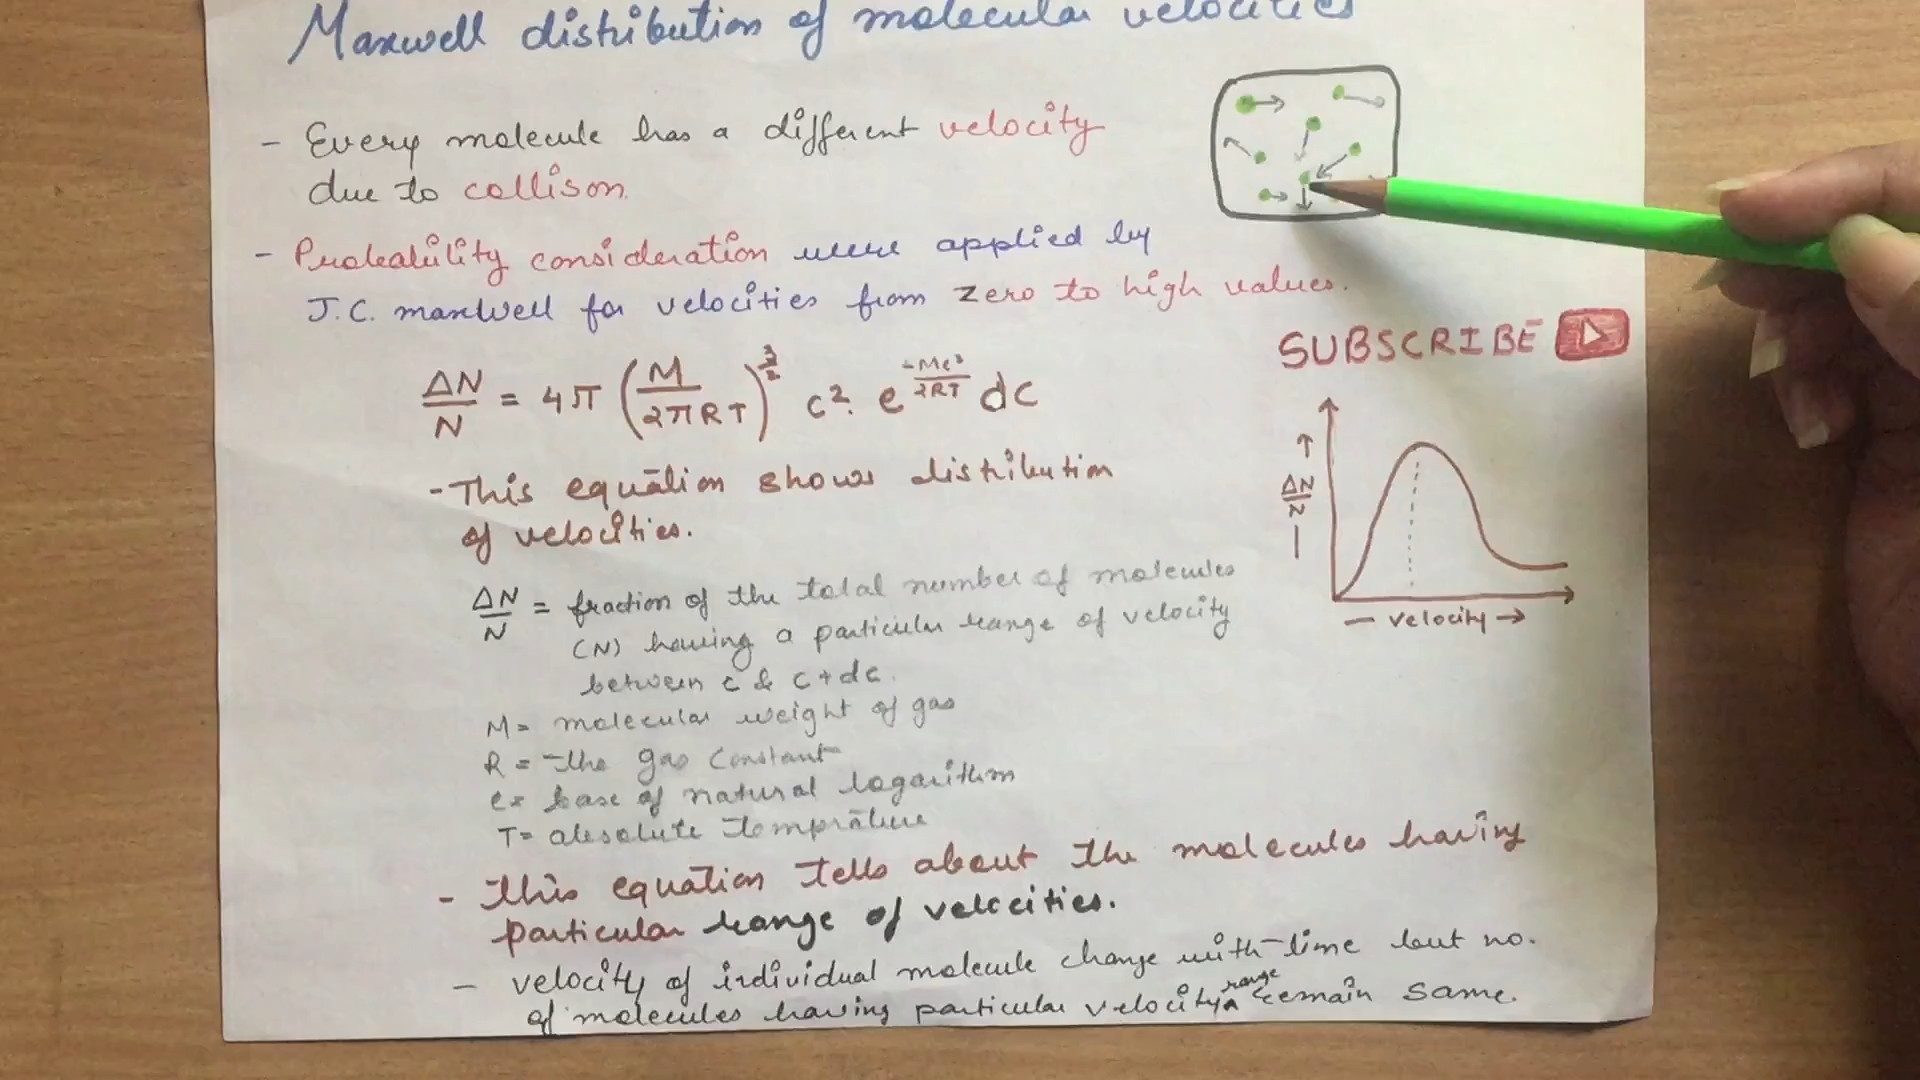 Maxwell distribution of molecular velocities
- Every molecule has a different velocity
due to collison.
- Probability consideration were applied by
J.C. maxwell for velocities from zero to high values.
ΔN/N = 4π (M/2πRT)^3/2 c². e^-Mc²/2RT dc
- This equation shows distribution
of velocities.
ΔN/N = fraction of the total number of molecules
(N) having a particular range of velocity
between c & c+dc.
M = molecular weight of gas
R = The gas constant
e = base of natural logarithm
T = absolute temprature
- This equation tells about the molecules having
particular range of velocities.
- velocity of individual molecule change with time but no.
of molecules having particular velocity range remain same.
SUBSCRIBE
ΔN/N
velocity